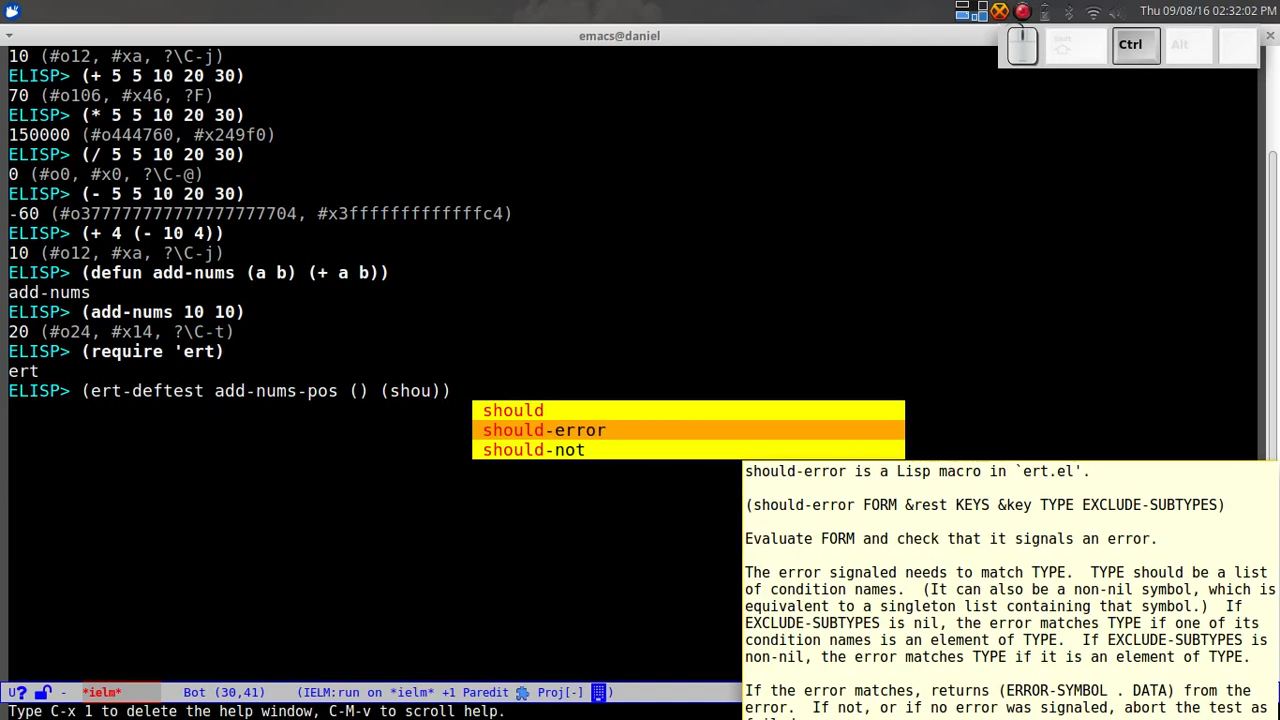 Thu 09/08/16 02:32:02 PM
emacs@daniel
Shift
Ctrl
Alt
10 (#o12, #xa, ?\C-j)
ELISP> (+ 5 5 10 20 30)
70 (#o106, #x46, ?F)
ELISP> (* 5 5 10 20 30)
150000 (#o444760, #x249f0)
ELISP> (/ 5 5 10 20 30)
0 (#o0, #x0, ?\C-@)
ELISP> (- 5 5 10 20 30)
-60 (#o377777777777777777704, #x3fffffffffffffc4)
ELISP> (+ 4 (- 10 4))
10 (#o12, #xa, ?\C-j)
ELISP> (defun add-nums (a b) (+ a b))
add-nums
ELISP> (add-nums 10 10)
20 (#o24, #x14, ?\C-t)
ELISP> (require 'ert)
ert
ELISP> (ert-deftest add-nums-pos () (shou))
should
should-error
should-not
should-error is a Lisp macro in `ert.el'.
(should-error FORM &rest KEYS &key TYPE EXCLUDE-SUBTYPES)
Evaluate FORM and check that it signals an error.
The error signaled needs to match TYPE.  TYPE should be a list
of condition names.  (It can also be a non-nil symbol, which is
equivalent to a singleton list containing that symbol.)  If
EXCLUDE-SUBTYPES is nil, the error matches TYPE if one of its
condition names is an element of TYPE.  If EXCLUDE-SUBTYPES is
non-nil, the error matches TYPE if it is an element of TYPE.
If the error matches, returns (ERROR-SYMBOL . DATA) from the
error.  If not, or if no error was signaled, abort the test as
U? - *ielm* Bot (30,41) (IELM:run on *ielm* +1 Paredit Proj[-] )
Type C-x 1 to delete the help window, C-M-v to scroll help.